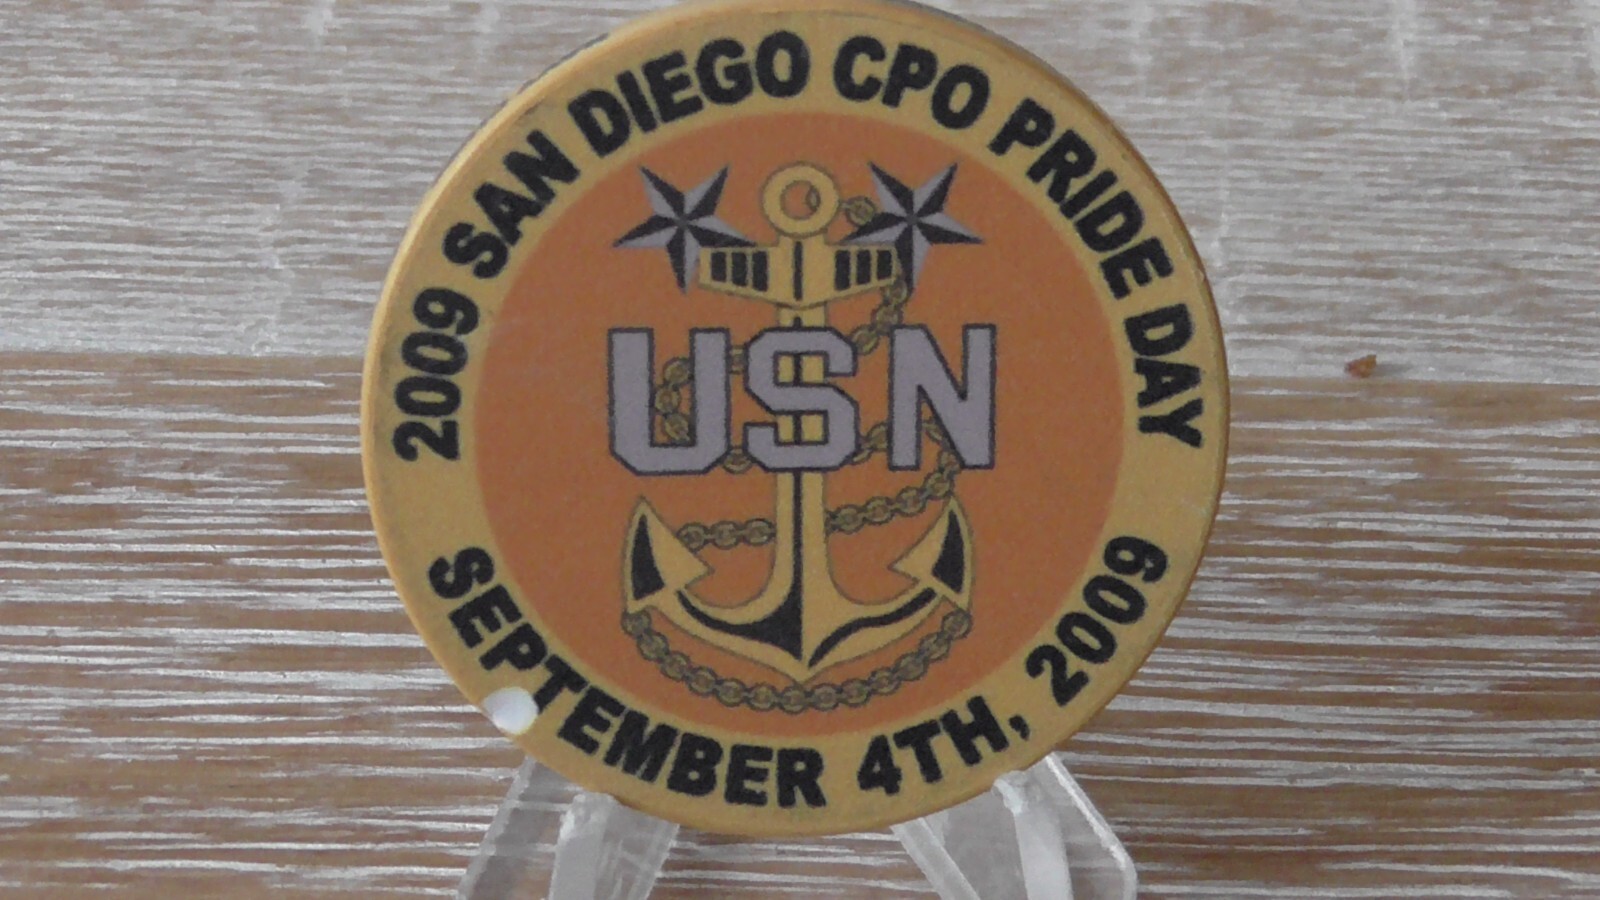 2009 SAN DIEGO CPO PRIDE DAY
USN
SEPTEMBER 4TH, 2009